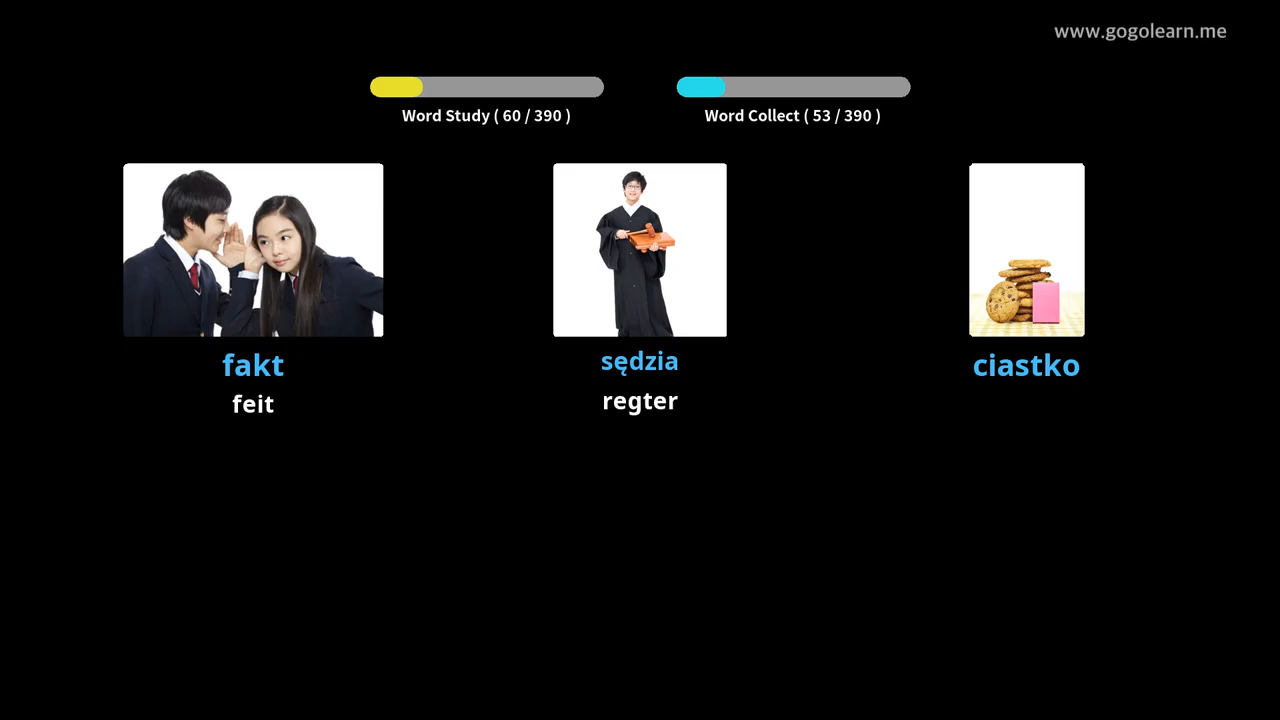 www.gogolearn.me
Word Study ( 60 / 390 )
Word Collect ( 53 / 390 )
fakt
feit
sędzia
regter
ciastko